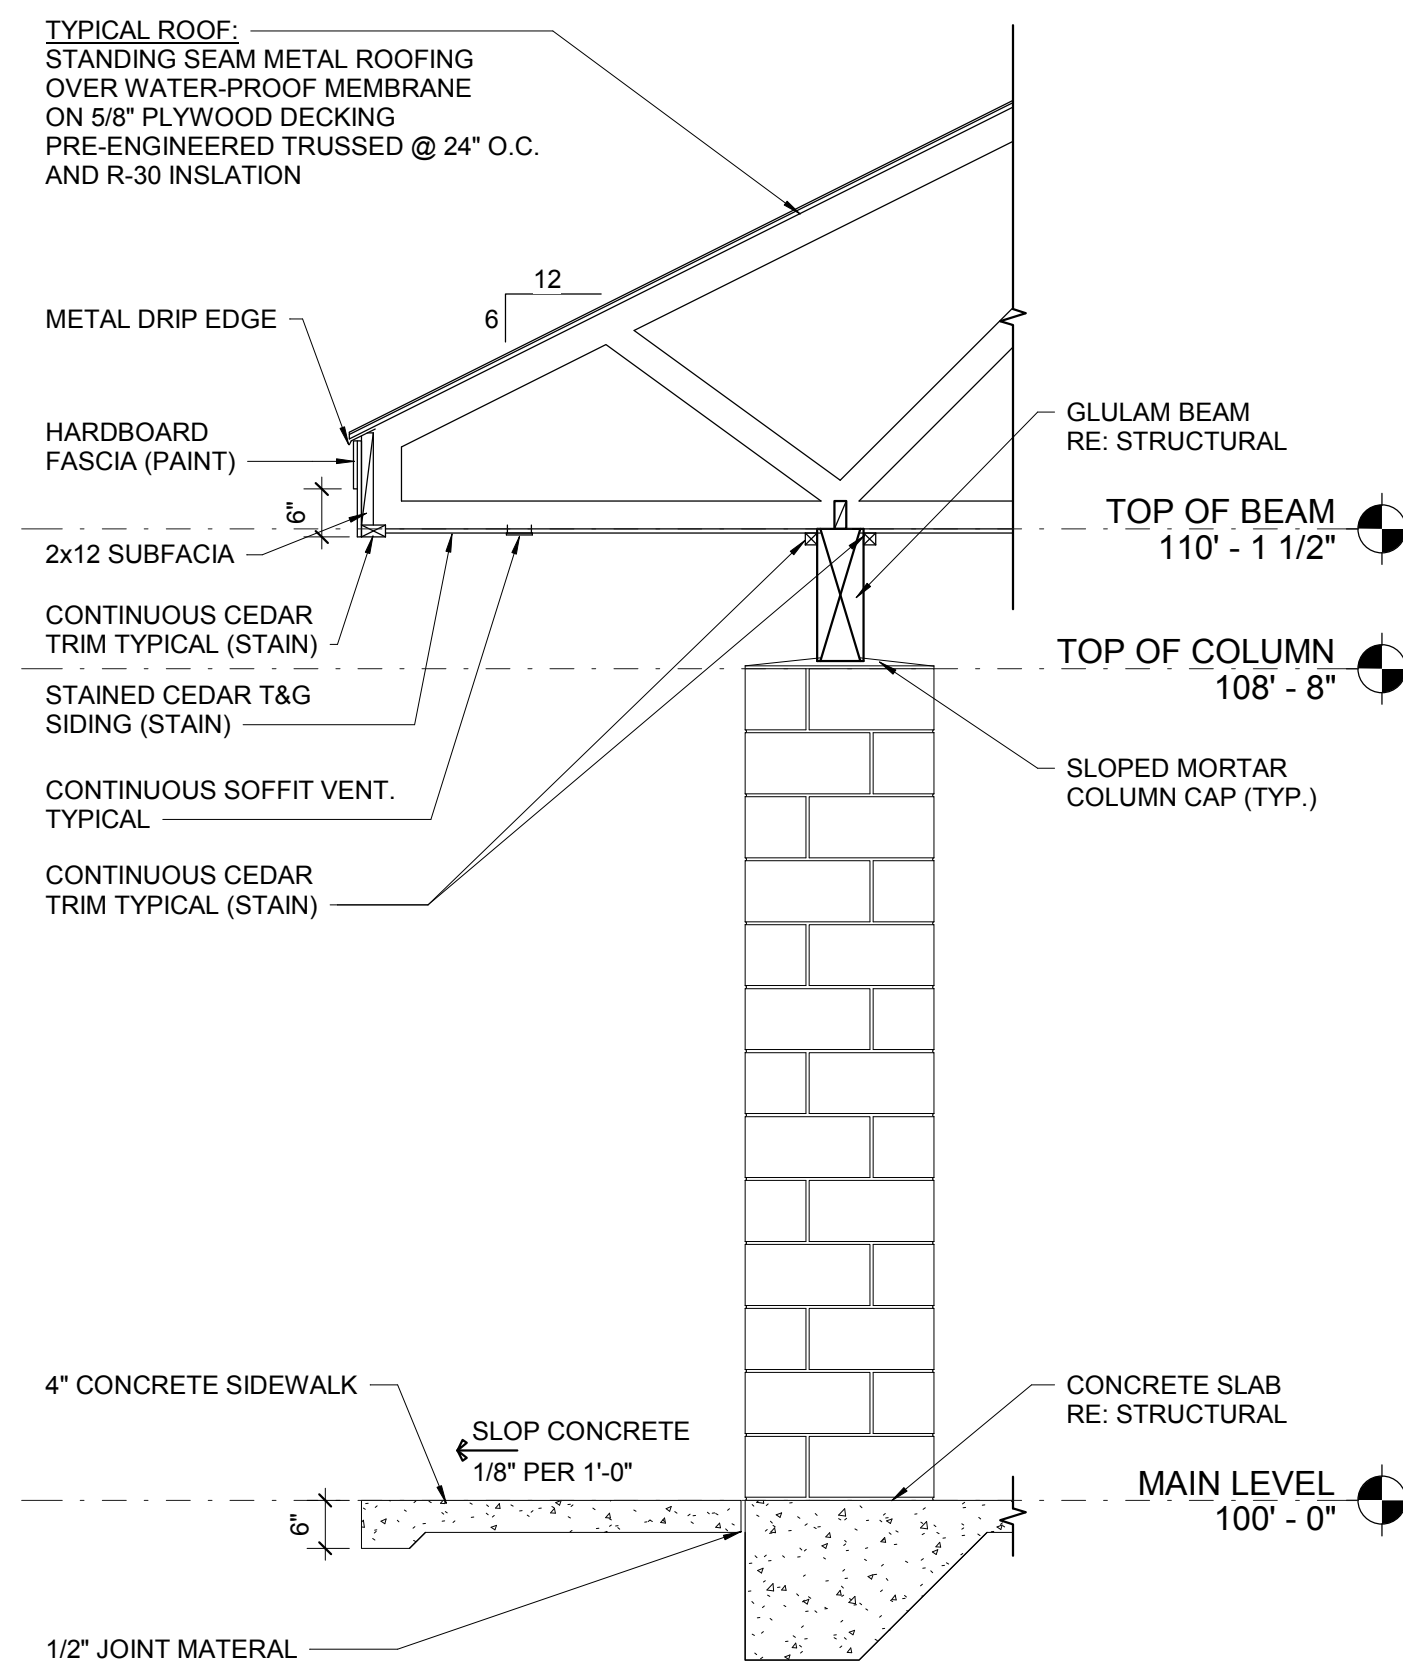 TYPICAL ROOF:
STANDING SEAM METAL ROOFING
OVER WATER-PROOF MEMBRANE
ON 5/8" PLYWOOD DECKING
PRE-ENGINEERED TRUSSED @ 24" O.C.
AND R-30 INSLATION
12
6
METAL DRIP EDGE
HARDBOARD
FASCIA (PAINT)
6"
2x12 SUBFACIA
CONTINUOUS CEDAR
TRIM TYPICAL (STAIN)
STAINED CEDAR T&G
SIDING (STAIN)
CONTINUOUS SOFFIT VENT.
TYPICAL
CONTINUOUS CEDAR
TRIM TYPICAL (STAIN)
GLULAM BEAM
RE: STRUCTURAL
TOP OF BEAM
110' - 1 1/2"
TOP OF COLUMN
108' - 8"
SLOPED MORTAR
COLUMN CAP (TYP.)
4" CONCRETE SIDEWALK
SLOP CONCRETE
1/8" PER 1'-0"
6"
1/2" JOINT MATERAL
CONCRETE SLAB
RE: STRUCTURAL
MAIN LEVEL
100' - 0"